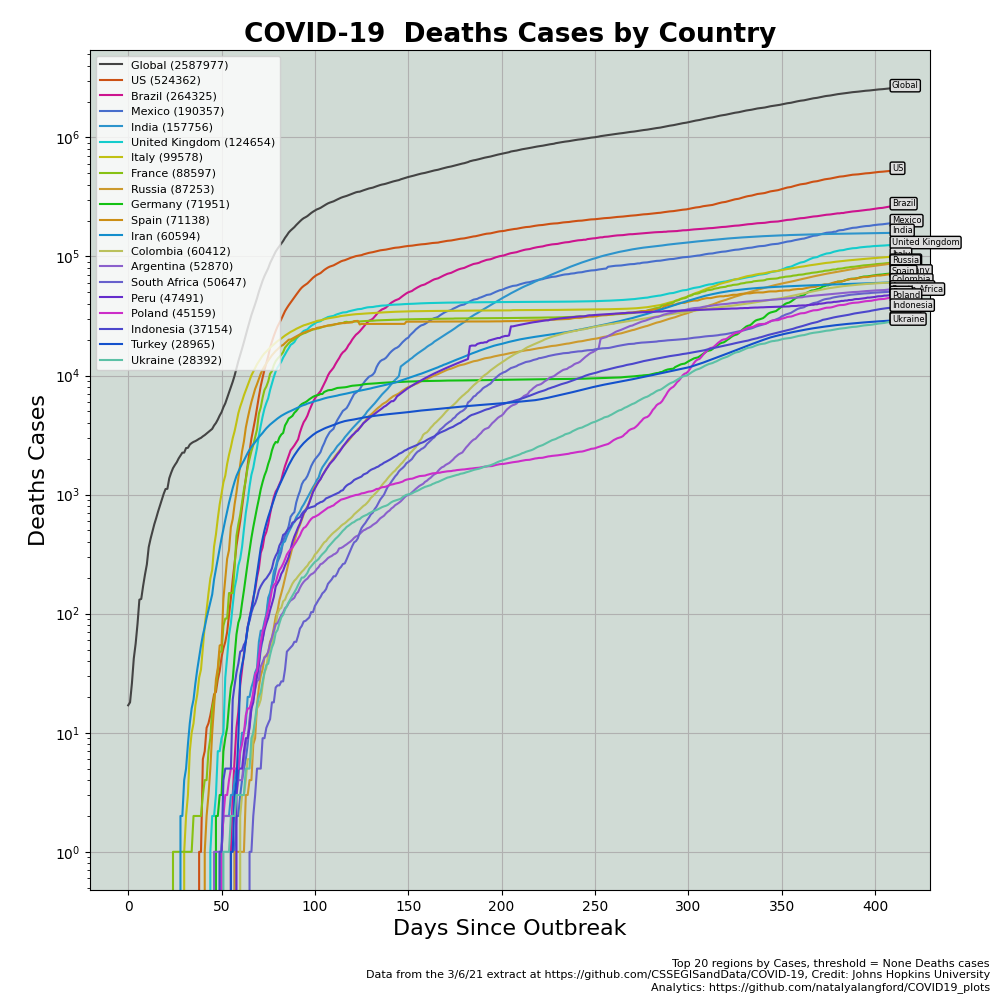 COVID-19  Deaths Cases by Country
Global (2587977)
US (524362)
Brazil (264325)
Mexico (190357)
India (157756)
United Kingdom (124654)
Italy (99578)
France (88597)
Russia (87253)
Germany (71951)
Spain (71138)
Iran (60594)
Colombia (60412)
Argentina (52870)
South Africa (50647)
Peru (47491)
Poland (45159)
Indonesia (37154)
Turkey (28965)
Ukraine (28392)
Global
US
Brazil
Mexico
India
United Kingdom
Russia
Spain
Poland
Indonesia
Ukraine
Deaths Cases
10^6
10^5
10^4
10^3
10^2
10^1
10^0
0 50 100 150 200 250 300 350 400
Days Since Outbreak
Top 20 regions by Cases, threshold = None Deaths cases
Data from the 3/6/21 extract at https://github.com/CSSEGISandData/COVID-19, Credit: Johns Hopkins University
Analytics: https://github.com/natalyalangford/COVID19_plots